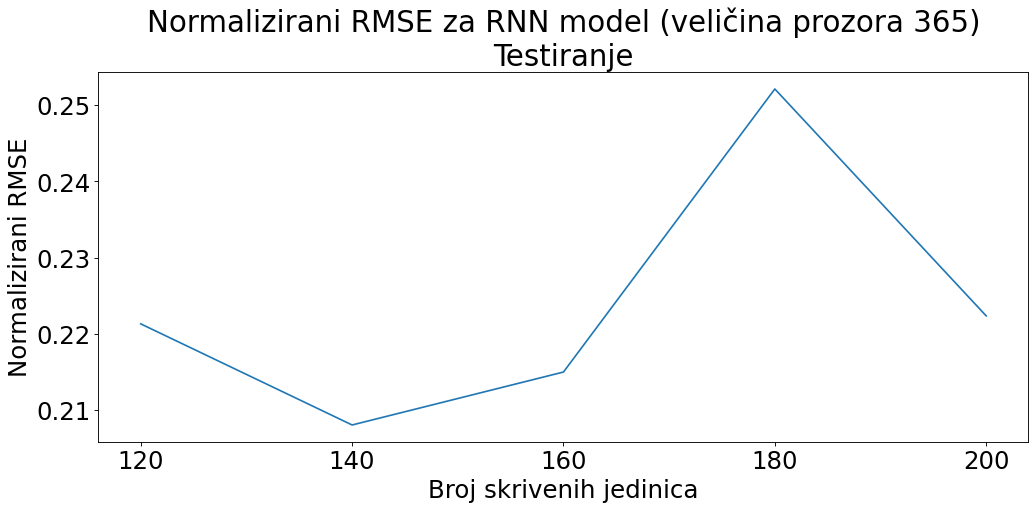 Normalizirani RMSE za RNN model (veličina prozora 365)
Testiranje
Normalizirani RMSE
0.25
0.24
0.23
0.22
0.21
120 140 160 180 200
Broj skrivenih jedinica